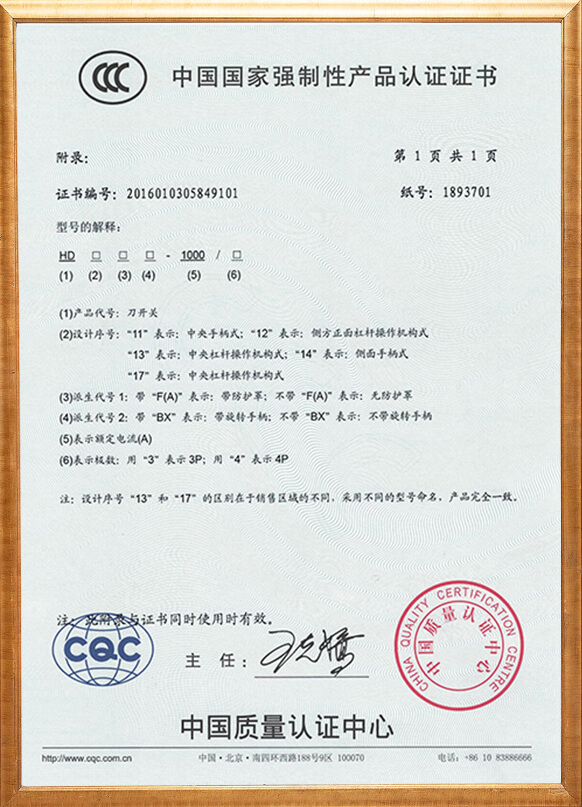 CCC 中国国家强制性产品认证证书
附录： 第 1 页 共 1 页
证书编号：2016010305849101 纸号：1893701
型号的解释：
HD □ □ □ - 1000 / □
(1) (2) (3) (4) (5) (6)
(1)产品代号：刀开关
(2)设计序号：“11”表示：中央手柄式；“12”表示：侧方正面杠杆操作机构式
“13”表示：中央杠杆操作机构式；“14”表示：侧面手柄式
“17”表示：中央杠杆操作机构式
(3)派生代号 1：带“F(A)”表示：带防护罩；不带“F(A)”表示：无防护罩
(4)派生代号 2：带“BX”表示：带旋转手柄；不带“BX”表示：不带旋转手柄
(5)表示额定电流(A)
(6)表示极数：用“3”表示 3P；用“4”表示 4P
注：设计序号“13”和“17”的区别在于销售区域的不同，采用不同的型号命名，产品完全一致。
注：此附录与证书同时使用时有效。
CQC
主 任：
CHINA QUALITY CERTIFICATION CENTRE
中国质量认证中心
中国质量认证中心
http://www.cqc.com.cn 中国·北京·南四环西路188号9区 100070 电话：+86 10 83886666